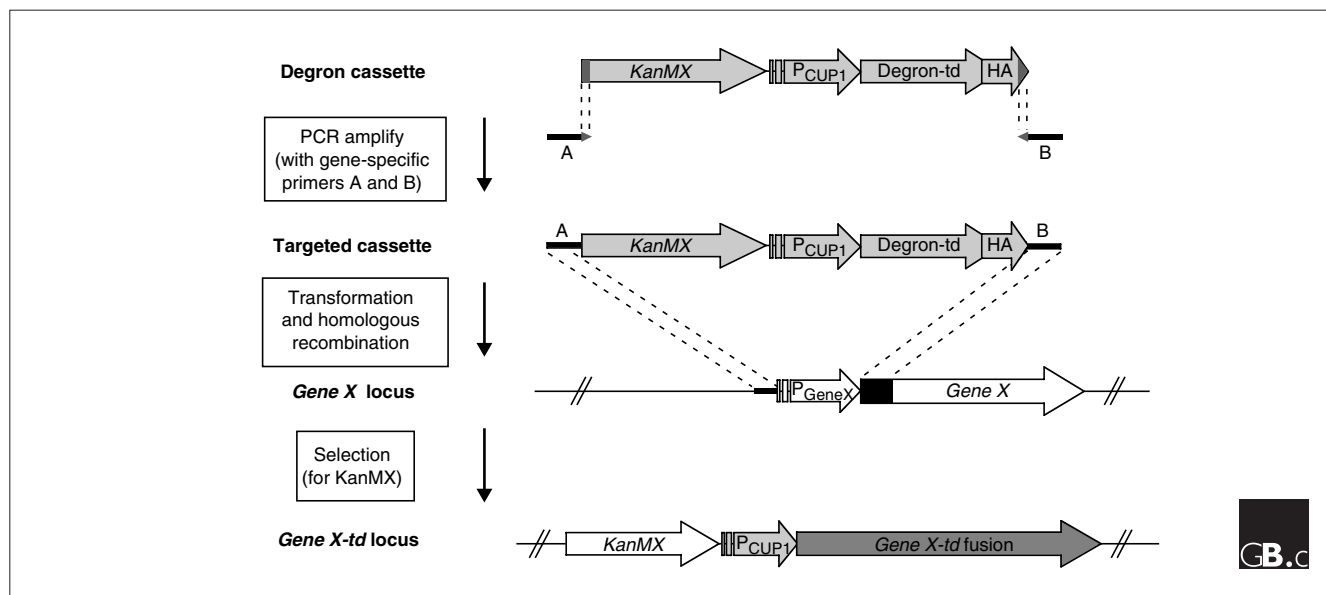 Degron cassette
KanMX
PCUP1
Degron-td
HA
PCR amplify
(with gene-specific
primers A and B)
A
B
Targeted cassette
A
KanMX
PCUP1
Degron-td
HA
B
Transformation
and homologous
recombination
Gene X locus
PGeneX
Gene X
Selection
(for KanMX)
Gene X-td locus
KanMX
PCUP1
Gene X-td fusion
GB.c